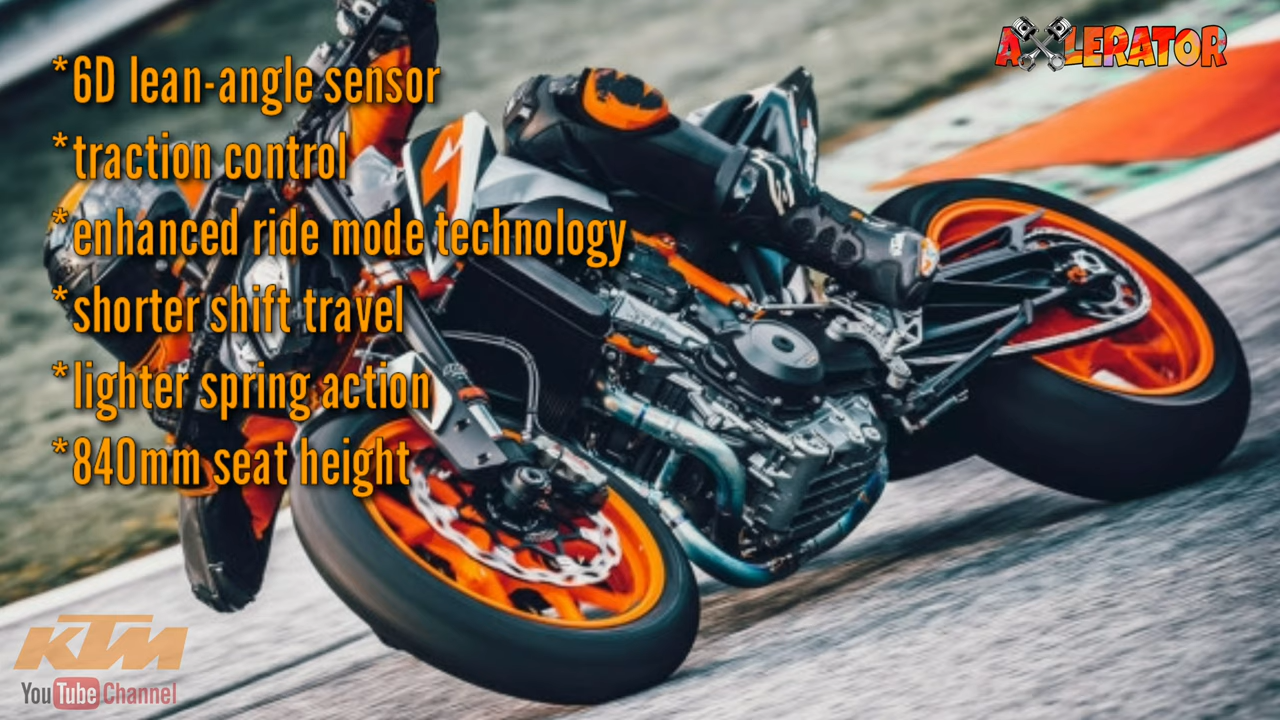 *6D lean-angle sensor
AXLERATOR
*traction control
*enhanced ride mode technology
*shorter shift travel
*lighter spring action
*840mm seat height
KTM
YouTube Channel